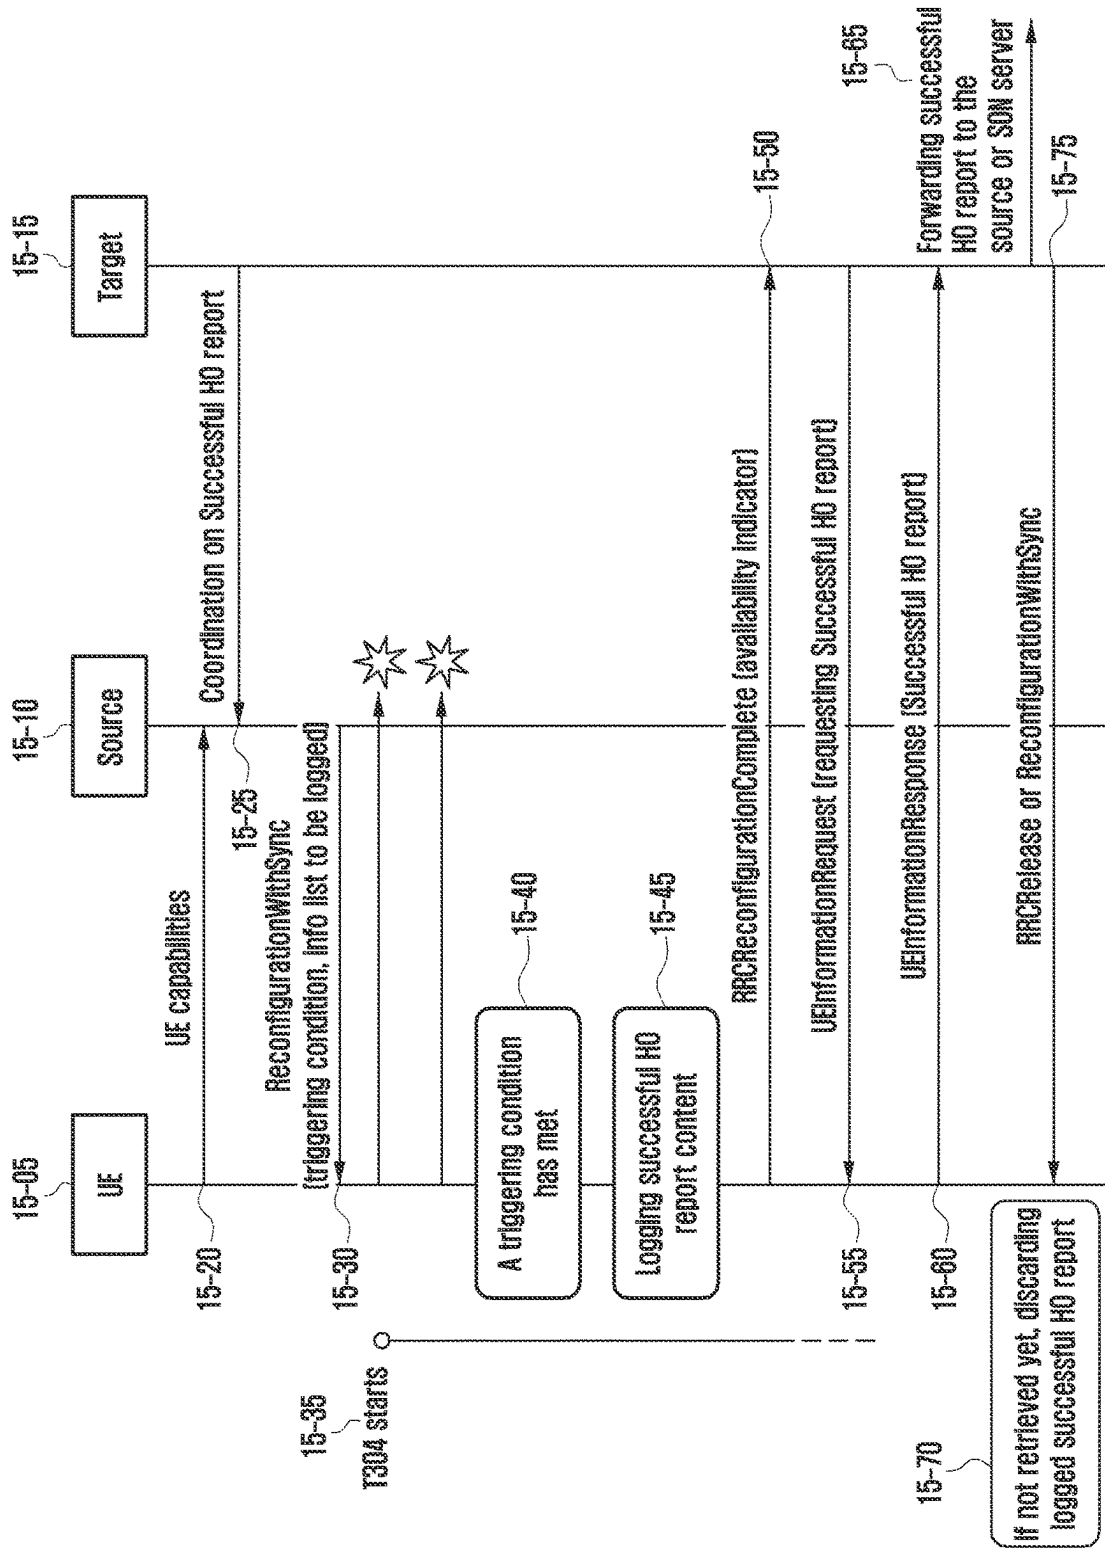 15-05
UE
15-10
Source
15-15
Target
15-20
UE capabilities
Coordination on Successful HO report
15-25
ReconfigurationWithSync
(triggering condition, info list to be logged)
15-30
15-35
T304 starts
A triggering condition
has met
15-40
Logging successful HO
report content
15-45
RRCReconfigurationComplete (availability indicator)
15-50
UEInformationRequest (requesting Successful HO report)
15-55
UEInformationResponse (Successful HO report)
15-60
15-65
Forwarding successful
HO report to the
source or SON server
15-70
If not retrieved yet, discarding
logged successful HO report
RRCRelease or ReconfigurationWithSync
15-75